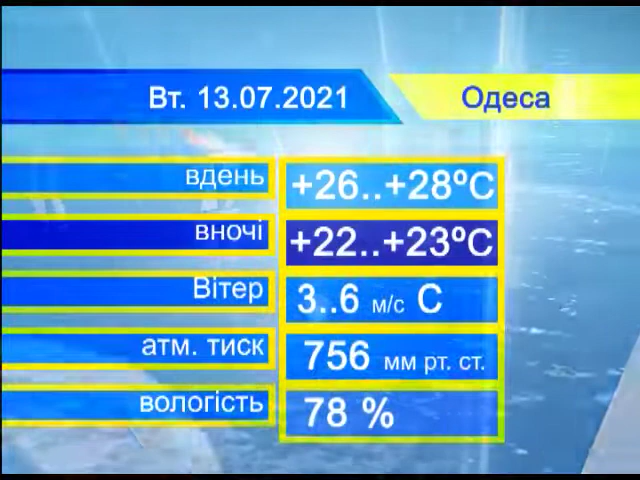 Вт. 13.07.2021
Одеса
вдень +26..+28ºC
вночі +22..+23ºC
Вітер 3..6 м/с С
атм. тиск 756 мм рт. ст.
вологість 78 %